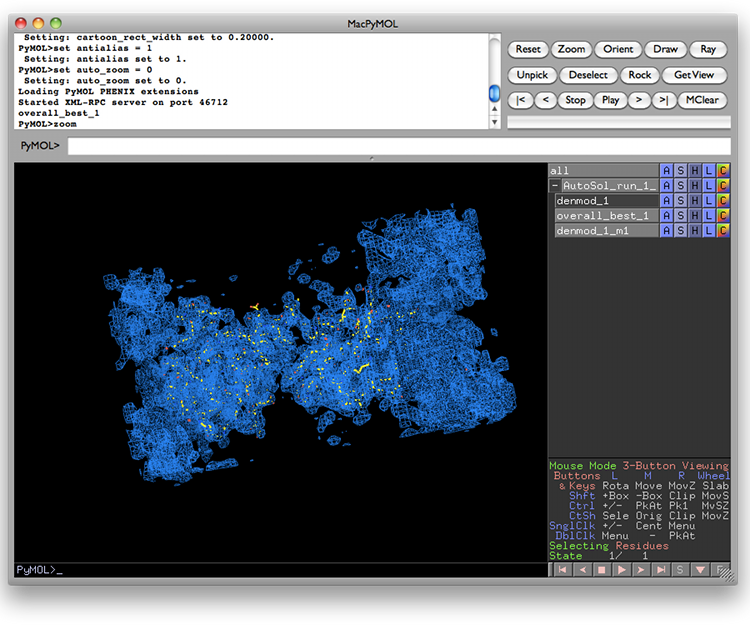 MacPyMOL
Setting: cartoon_rect_width set to 0.20000.
PyMOL>set antialias = 1
Setting: antialias set to 1.
PyMOL>set auto_zoom = 0
Setting: auto_zoom set to 0.
Loading PyMOL PHENIX extensions
Started XML-RPC server on port 46712
overall_best_1
PyMOL>zoom
Reset Zoom Orient Draw Ray
Unpick Deselect Rock Get View
|< < Stop Play > >| MClear
PyMOL>
all A S H L C
- AutoSol_run_1_ A S H L C
denmod_1 A S H L C
overall_best_1 A S H L C
denmod_1_m1 A S H L C
Mouse Mode 3-Button Viewing
Buttons L M R Wheel
& Keys Rota Move MovZ Slab
Shft +Box -Box Clip MovS
Ctrl +/- PkAt Pk1 MvSZ
CtSh Sele Orig Clip MovZ
SnglClk +/- Cent Menu
DblClk Menu - PkAt
Selecting Residues
State 1/ 1
PyMOL>_
S F